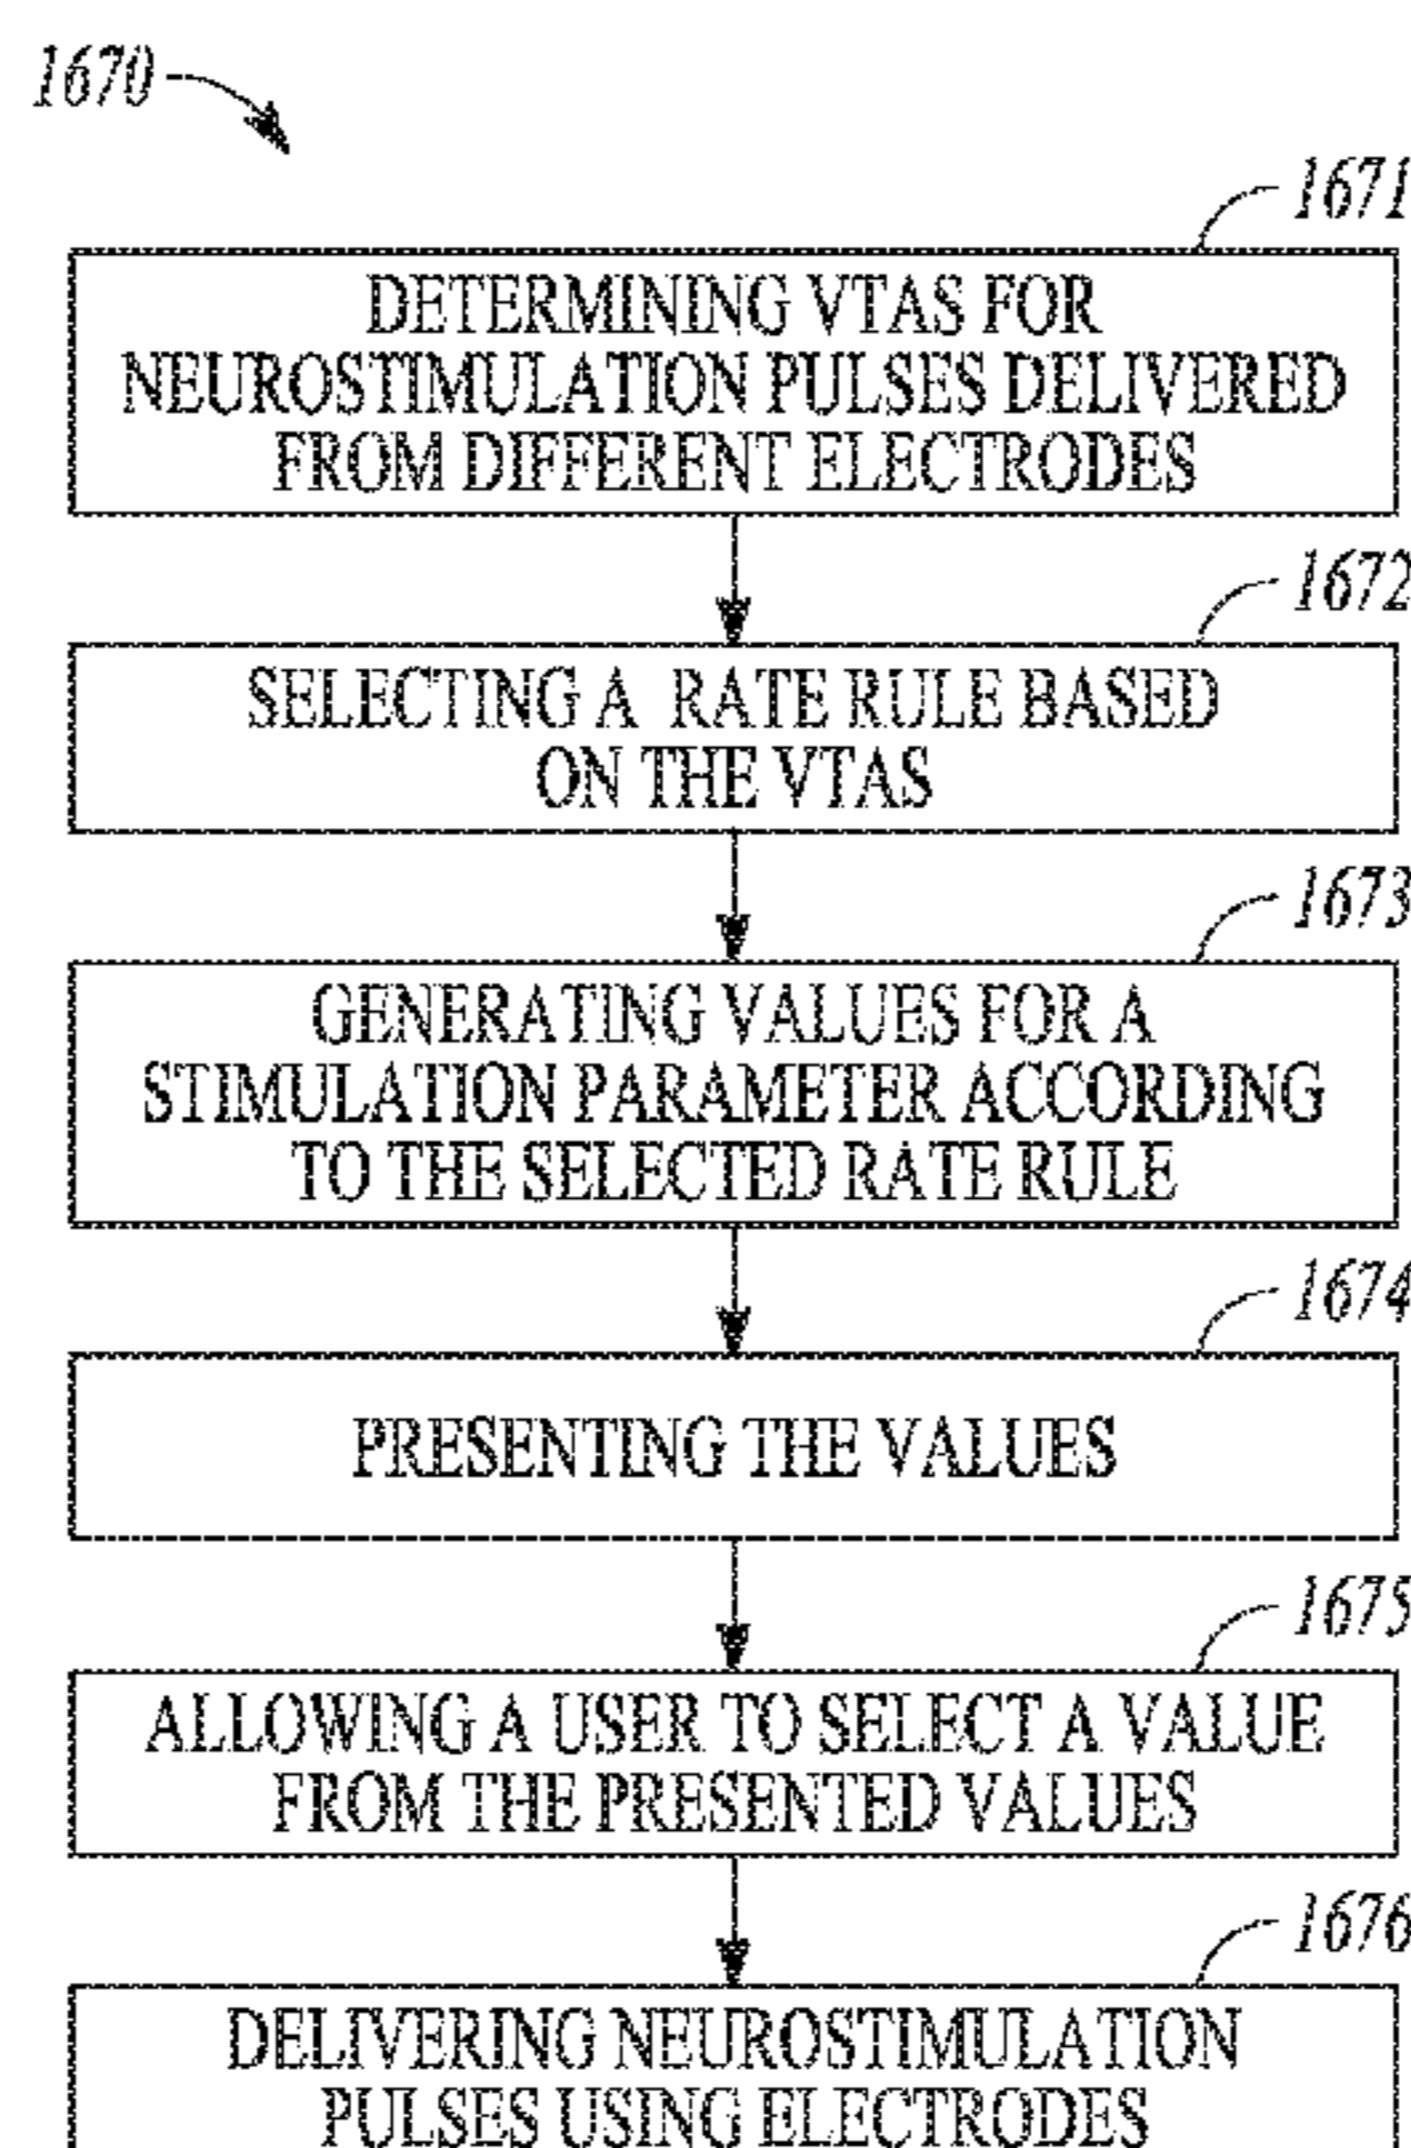 1670
1671
DETERMINING VTAS FOR
NEUROSTIMULATION PULSES DELIVERED
FROM DIFFERENT ELECTRODES
1672
SELECTING A RATE RULE BASED
ON THE VTAS
1673
GENERATING VALUES FOR A
STIMULATION PARAMETER ACCORDING
TO THE SELECTED RATE RULE
1674
PRESENTING THE VALUES
1675
ALLOWING A USER TO SELECT A VALUE
FROM THE PRESENTED VALUES
1676
DELIVERING NEUROSTIMULATION
PULSES USING ELECTRODES